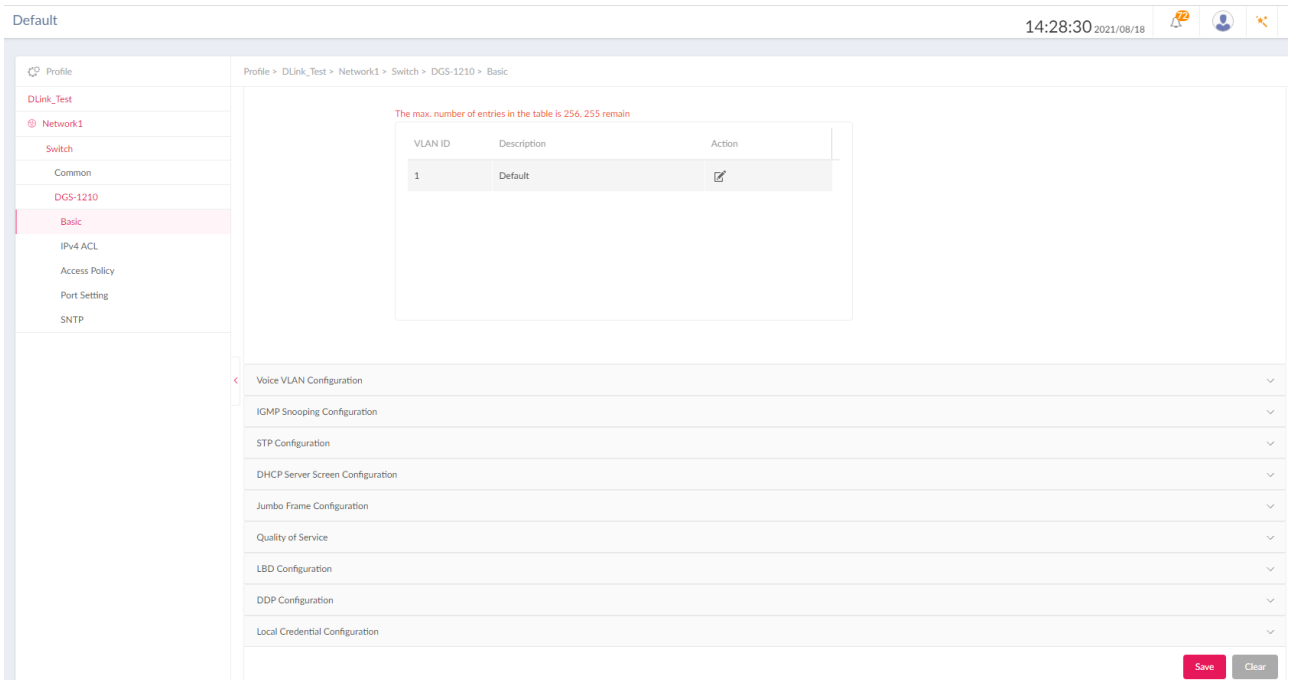 Default
14:28:30 2021/08/18
72
Profile
Profile > DLink_Test > Network1 > Switch > DGS-1210 > Basic
DLink_Test
Network1
Switch
Common
DGS-1210
Basic
IPv4 ACL
Access Policy
Port Setting
SNTP
The max. number of entries in the table is 256, 255 remain
VLAN ID Description Action
1 Default
Voice VLAN Configuration
IGMP Snooping Configuration
STP Configuration
DHCP Server Screen Configuration
Jumbo Frame Configuration
Quality of Service
LBD Configuration
DDP Configuration
Local Credential Configuration
Save Clear